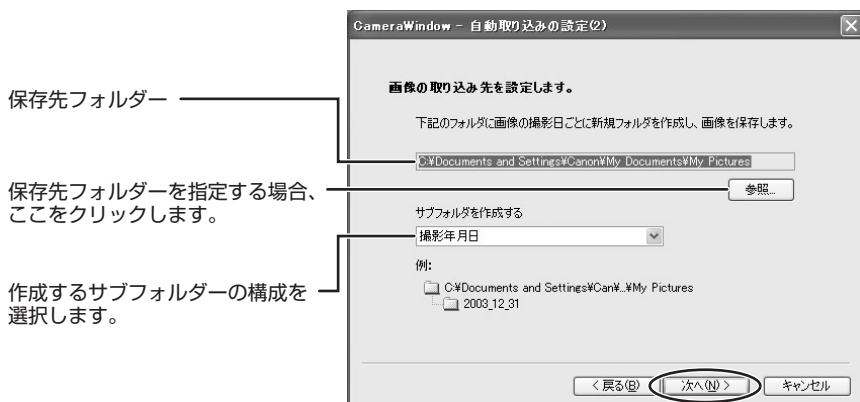 CameraWindow - 自動取り込みの設定(2)
画像の取り込み先を設定します。
保存先フォルダー
下記のフォルダに画像の撮影日ごとに新規フォルダを作成し、画像を保存します。
C:¥Documents and Settings¥Canon¥My Documents¥My Pictures
保存先フォルダーを指定する場合、
ここをクリックします。
参照...
サブフォルダを作成する
撮影年月日
例:
作成するサブフォルダーの構成を
選択します。
C:¥Documents and Settings¥Can¥...¥My Pictures
2003_12_31
< 戻る(B)
次へ(N) >
キャンセル